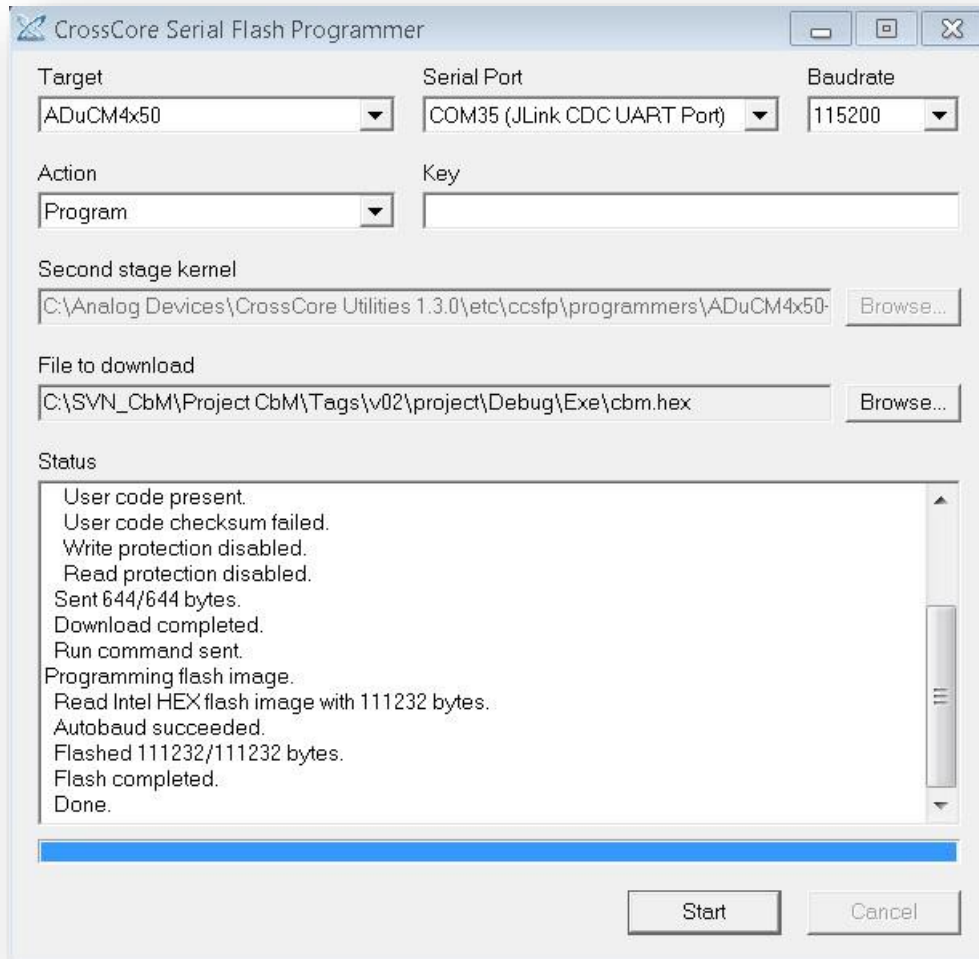 CrossCore Serial Flash Programmer
Target Serial Port Baudrate
ADuCM4x50 COM35 (JLink CDC UART Port) 115200
Action Key
Program
Second stage kernel
C:\Analog Devices\CrossCore Utilities 1.3.0\etc\ccsfp\programmers\ADuCM4x50- Browse...
File to download
C:\SVN_CbM\Project CbM\Tags\v02\project\Debug\Exe\cbm.hex Browse...
Status
User code present.
User code checksum failed.
Write protection disabled.
Read protection disabled.
Sent 644/644 bytes.
Download completed.
Run command sent.
Programming flash image.
Read Intel HEX flash image with 111232 bytes.
Autobaud succeeded.
Flashed 111232/111232 bytes.
Flash completed.
Done.
Start Cancel